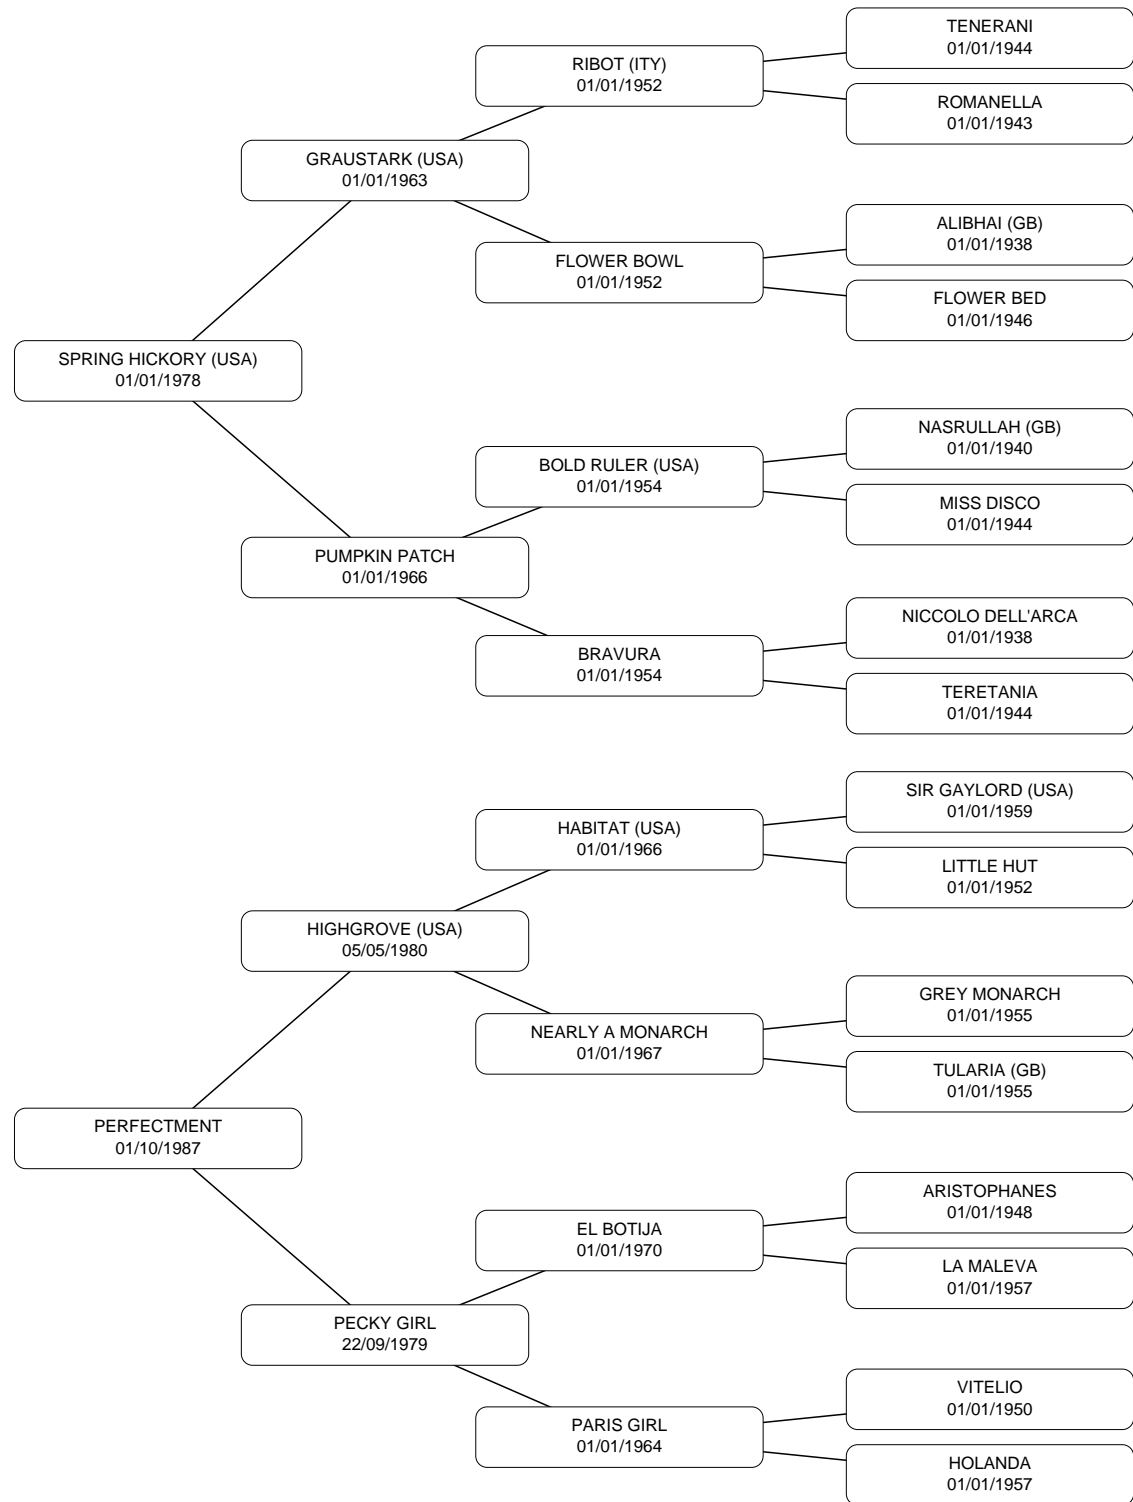 TENERANI
01/01/1944
RIBOT (ITY)
01/01/1952
ROMANELLA
01/01/1943
GRAUSTARK (USA)
01/01/1963
ALIBHAI (GB)
01/01/1938
FLOWER BOWL
01/01/1952
FLOWER BED
01/01/1946
SPRING HICKORY (USA)
01/01/1978
NASRULLAH (GB)
01/01/1940
BOLD RULER (USA)
01/01/1954
MISS DISCO
01/01/1944
PUMPKIN PATCH
01/01/1966
NICCOLO DELL'ARCA
01/01/1938
BRAVURA
01/01/1954
TERETANIA
01/01/1944
SIR GAYLORD (USA)
01/01/1959
HABITAT (USA)
01/01/1966
LITTLE HUT
01/01/1952
HIGHGROVE (USA)
05/05/1980
GREY MONARCH
01/01/1955
NEARLY A MONARCH
01/01/1967
TULARIA (GB)
01/01/1955
PERFECTMENT
01/10/1987
ARISTOPHANES
01/01/1948
EL BOTIJA
01/01/1970
LA MALEVA
01/01/1957
PECKY GIRL
22/09/1979
VITELIO
01/01/1950
PARIS GIRL
01/01/1964
HOLANDA
01/01/1957